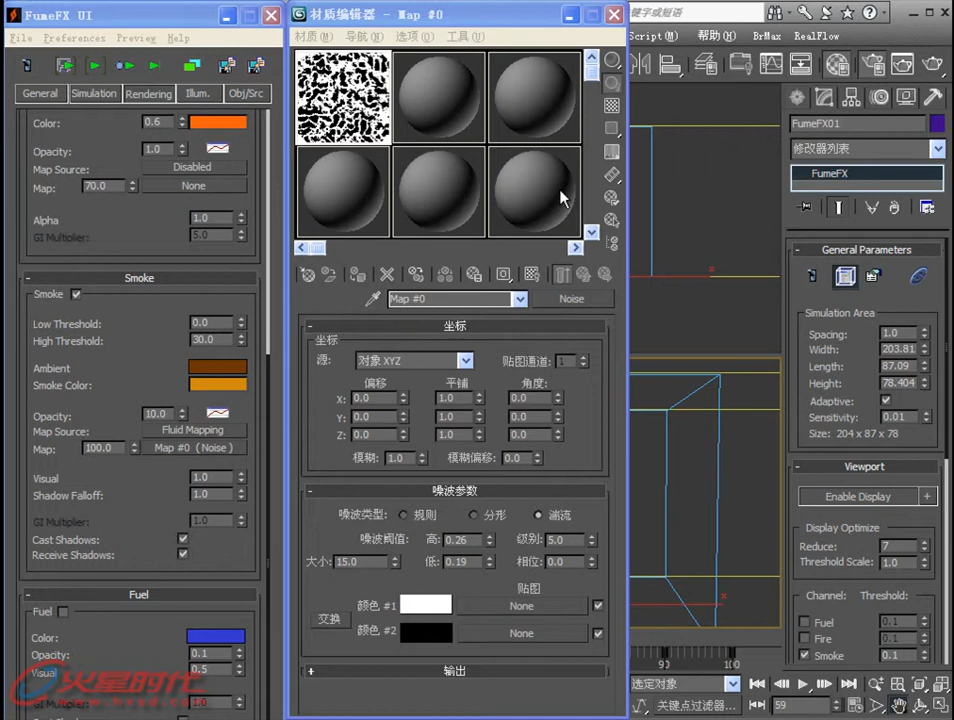 FumeFX UI
File Preferences Preview Help
General Simulation Rendering Illum. Obj/Src
Color: 0.6
Opacity: 1.0
Map Source: Disabled
Map: 70.0 None
Alpha 1.0
GI Multiplier: 5.0
- Smoke
Smoke
Low Threshold: 0.0
High Threshold: 30.0
Ambient
Smoke Color:
Opacity: 10.0
Map Source: Fluid Mapping
Map: 100.0 Map #0 ( Noise )
Visual 1.0
Shadow Falloff: 1.0
GI Multiplier: 1.0
Cast Shadows:
Receive Shadows:
- Fuel
Fuel
Color:
Opacity: 0.1
Visual 0.5
GI Multiplier: 1.0
火星时代
材质编辑器 - Map #0
材质(M) 导航(N) 选项(O) 工具(U)
Map #0 Noise
- 坐标
坐标
源: 对象 XYZ 贴图通道: 1
偏移 平铺 角度:
X: 0.0 1.0 0.0
Y: 0.0 1.0 0.0
Z: 0.0 1.0 0.0
模糊: 1.0 模糊偏移: 0.0
- 噪波参数
噪波类型: 规则 分形 湍流
噪波阈值: 高: 0.26 级别: 5.0
大小: 15.0 低: 0.19 相位: 0.0
贴图
交换 颜色 #1 None
颜色 #2 None
+ 输出
键入关键字或短语
Script(M) 帮助(H) BrMax RealFlow
FumeFX01
修改器列表
FumeFX
- General Parameters
Simulation Area
Spacing: 1.0
Width: 203.81
Length: 87.09
Height: 78.404
Adaptive:
Sensitivity: 0.01
Size: 204 x 87 x 78
- Viewport
Enable Display +
Display Optimize
Reduce: 7
Threshold Scale: 1.0
Channel: Threshold:
Fuel 0.1
Fire 0.1
Smoke 0.1
x
x
90 100
选定对象
关键点过滤器... 59